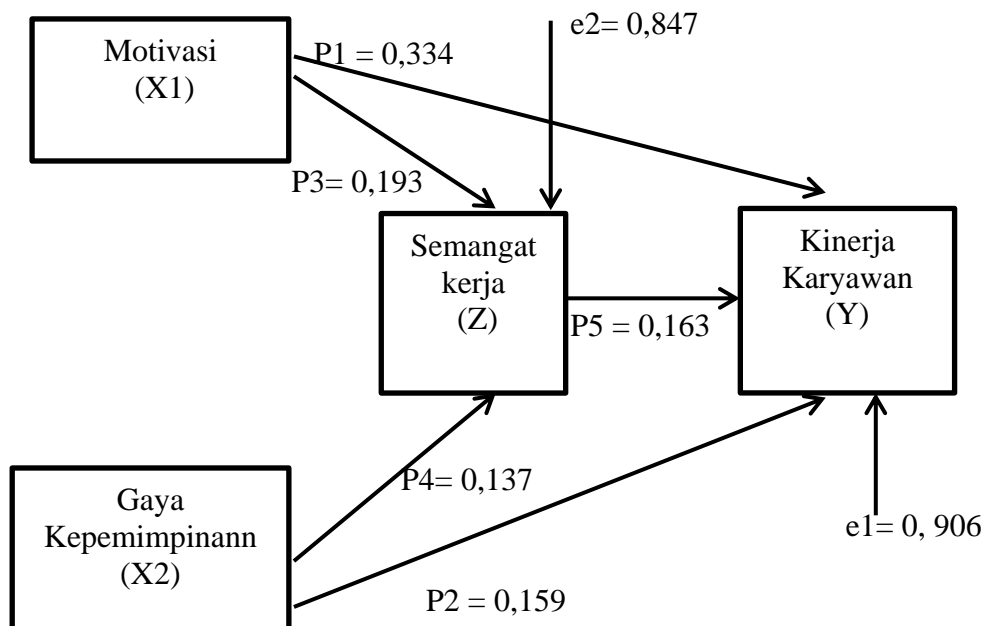 Motivasi
(X1)
P1 = 0,334
e2= 0,847
P3= 0,193
Semangat
kerja
(Z)
P5 = 0,163
Kinerja
Karyawan
(Y)
Gaya
Kepemimpinann
(X2)
P4= 0,137
P2 = 0,159
e1= 0, 906